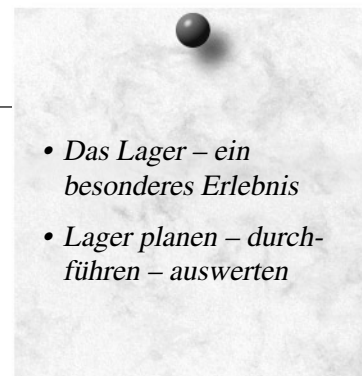 • Das Lager – ein
besonderes Erlebnis
• Lager planen – durch-
führen – auswerten